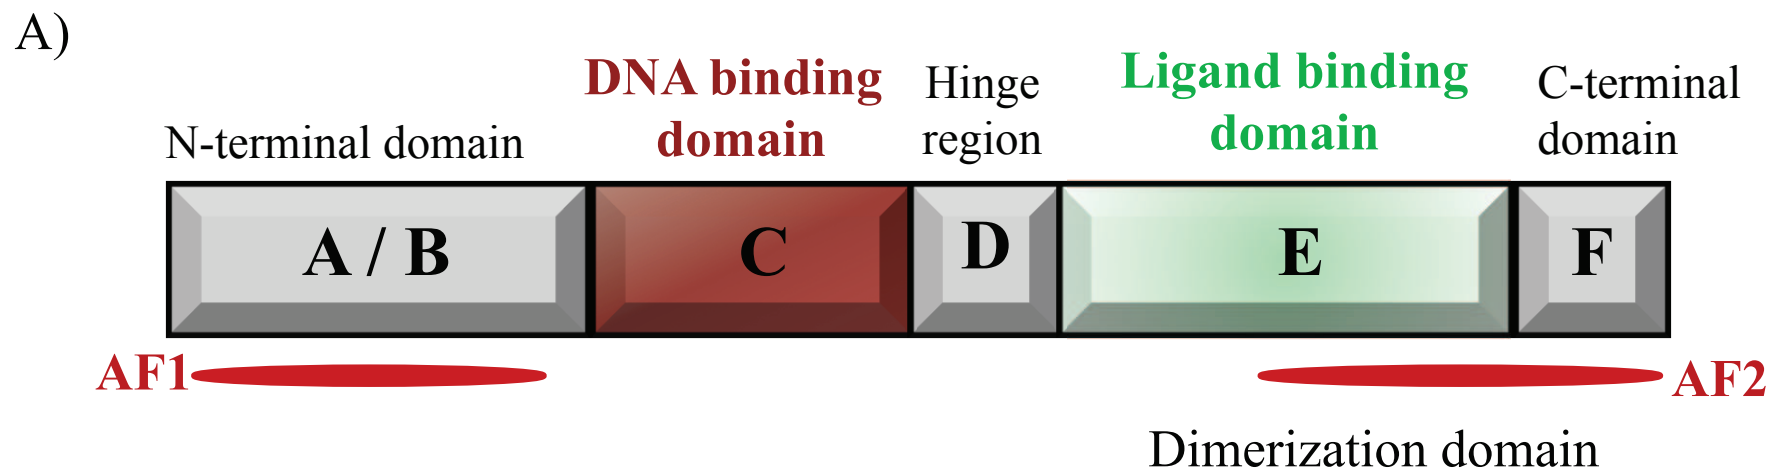 A)
N-terminal domain
DNA binding
domain
Hinge
region
Ligand binding
domain
C-terminal
domain
A / B
C
D
E
F
AF1
AF2
Dimerization domain